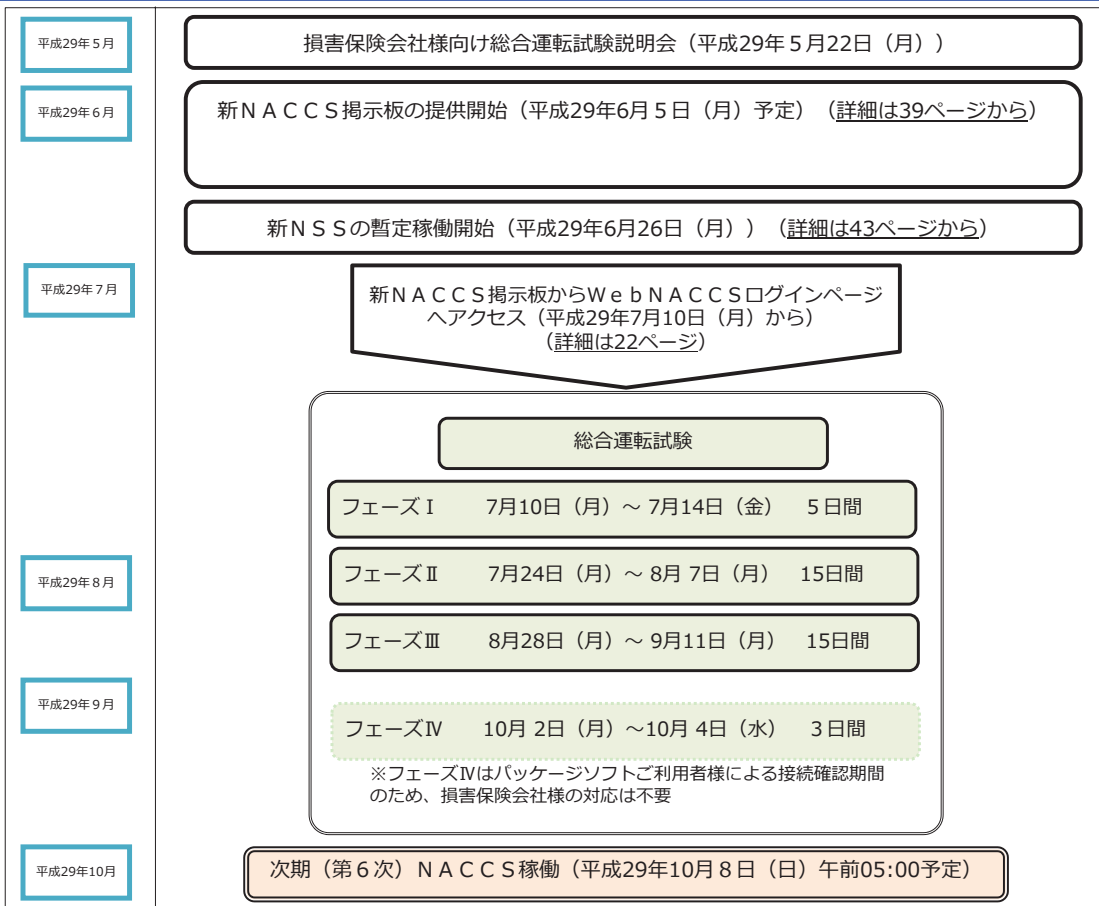 平成29年５月
損害保険会社様向け総合運転試験説明会（平成29年５月22日（月））
平成29年６月
新ＮＡＣＣＳ掲示板の提供開始（平成29年6月５日（月）予定）（詳細は39ページから）
新ＮＳＳの暫定稼働開始（平成29年6月26日（月））（詳細は43ページから）
平成29年７月
新ＮＡＣＣＳ掲示板からＷｅｂＮＡＣＣＳログインページ
へアクセス（平成29年7月10日（月）から）
（詳細は22ページ）
総合運転試験
フェーズⅠ 7月10日（月）～ 7月14日（金） ５日間
平成29年８月
フェーズⅡ 7月24日（月）～ 8月 7日（月） 15日間
フェーズⅢ 8月28日（月）～ 9月11日（月） 15日間
平成29年９月
フェーズⅣ 10月 2日（月）～10月 4日（水） ３日間
※フェーズⅣはパッケージソフトご利用者様による接続確認期間
のため、損害保険会社様の対応は不要
平成29年10月
次期（第６次）ＮＡＣＣＳ稼働（平成29年10月８日（日）午前05:00予定）